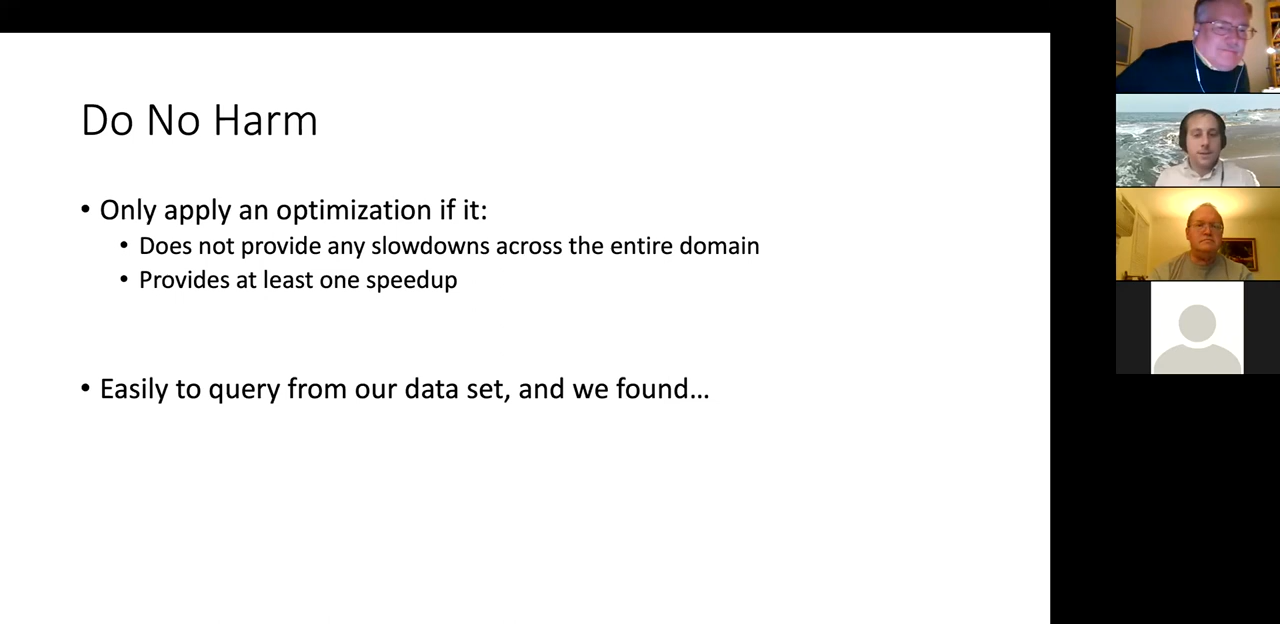 Do No Harm
• Only apply an optimization if it:
• Does not provide any slowdowns across the entire domain
• Provides at least one speedup
• Easily to query from our data set, and we found…